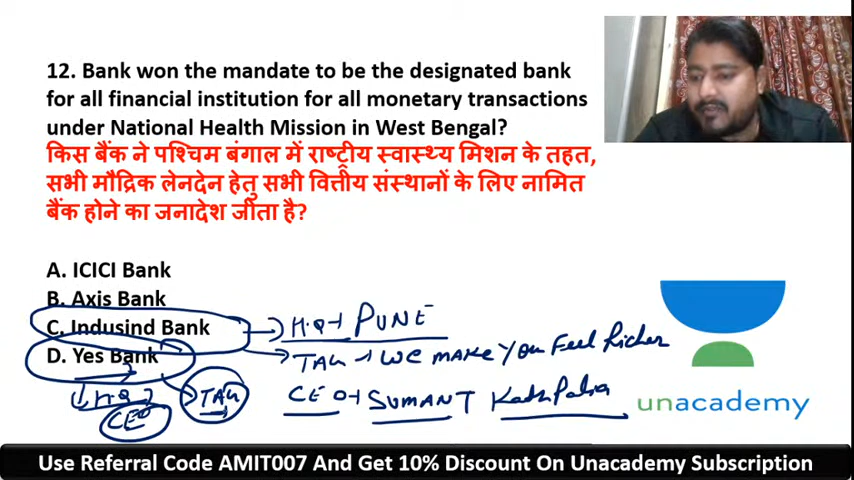 12. Bank won the mandate to be the designated bank
for all financial institution for all monetary transactions
under National Health Mission in West Bengal?
किस बैंक ने पश्चिम बंगाल में राष्ट्रीय स्वास्थ्य मिशन के तहत,
सभी मौद्रिक लेनदेन हेतु सभी वित्तीय संस्थानों के लिए नामित
बैंक होने का जनादेश जीता है?
A. ICICI Bank
B. Axis Bank
C. Indusind Bank
H.Q → PUNE
D. Yes Bank
TAG → WE MAKE You Feel Richer
H.Q
TAG
CEO → SUMANT Kathpalia
CEO
unacademy
Use Referral Code AMIT007 And Get 10% Discount On Unacademy Subscription